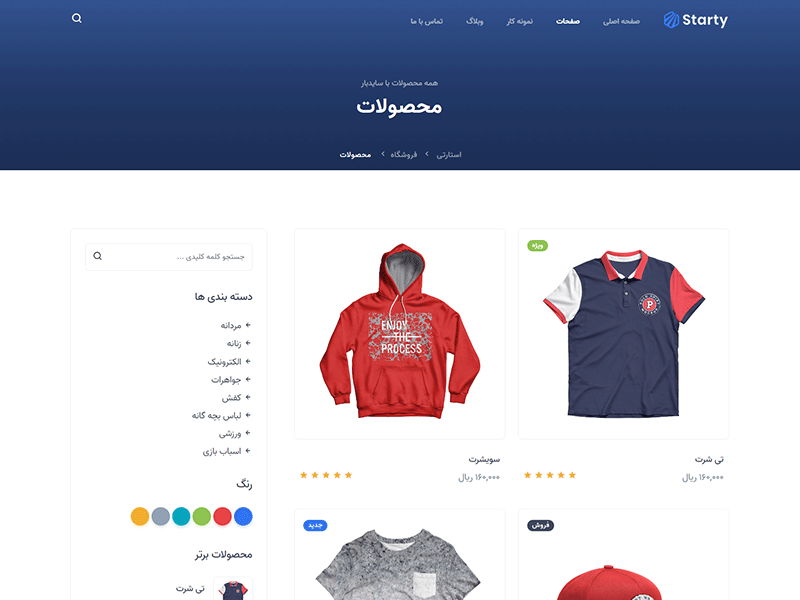 Starty
صفحه اصلی
صفحات
نمونه کار
وبلاگ
تماس با ما
همه محصولات با سایدبار
محصولات
استارتی > فروشگاه > محصولات
ویژه
P
تی شرت
۱۶۰,۰۰۰ ریال
ENJOY
THE
PROCESS
سویشرت
۱۶۰,۰۰۰ ریال
فروش
جدید
جستجو کلمه کلیدی ...
دسته بندی ها
مردانه
زنانه
الکترونیک
جواهرات
کفش
لباس بچه گانه
ورزشی
اسباب بازی
رنگ
محصولات برتر
تی شرت